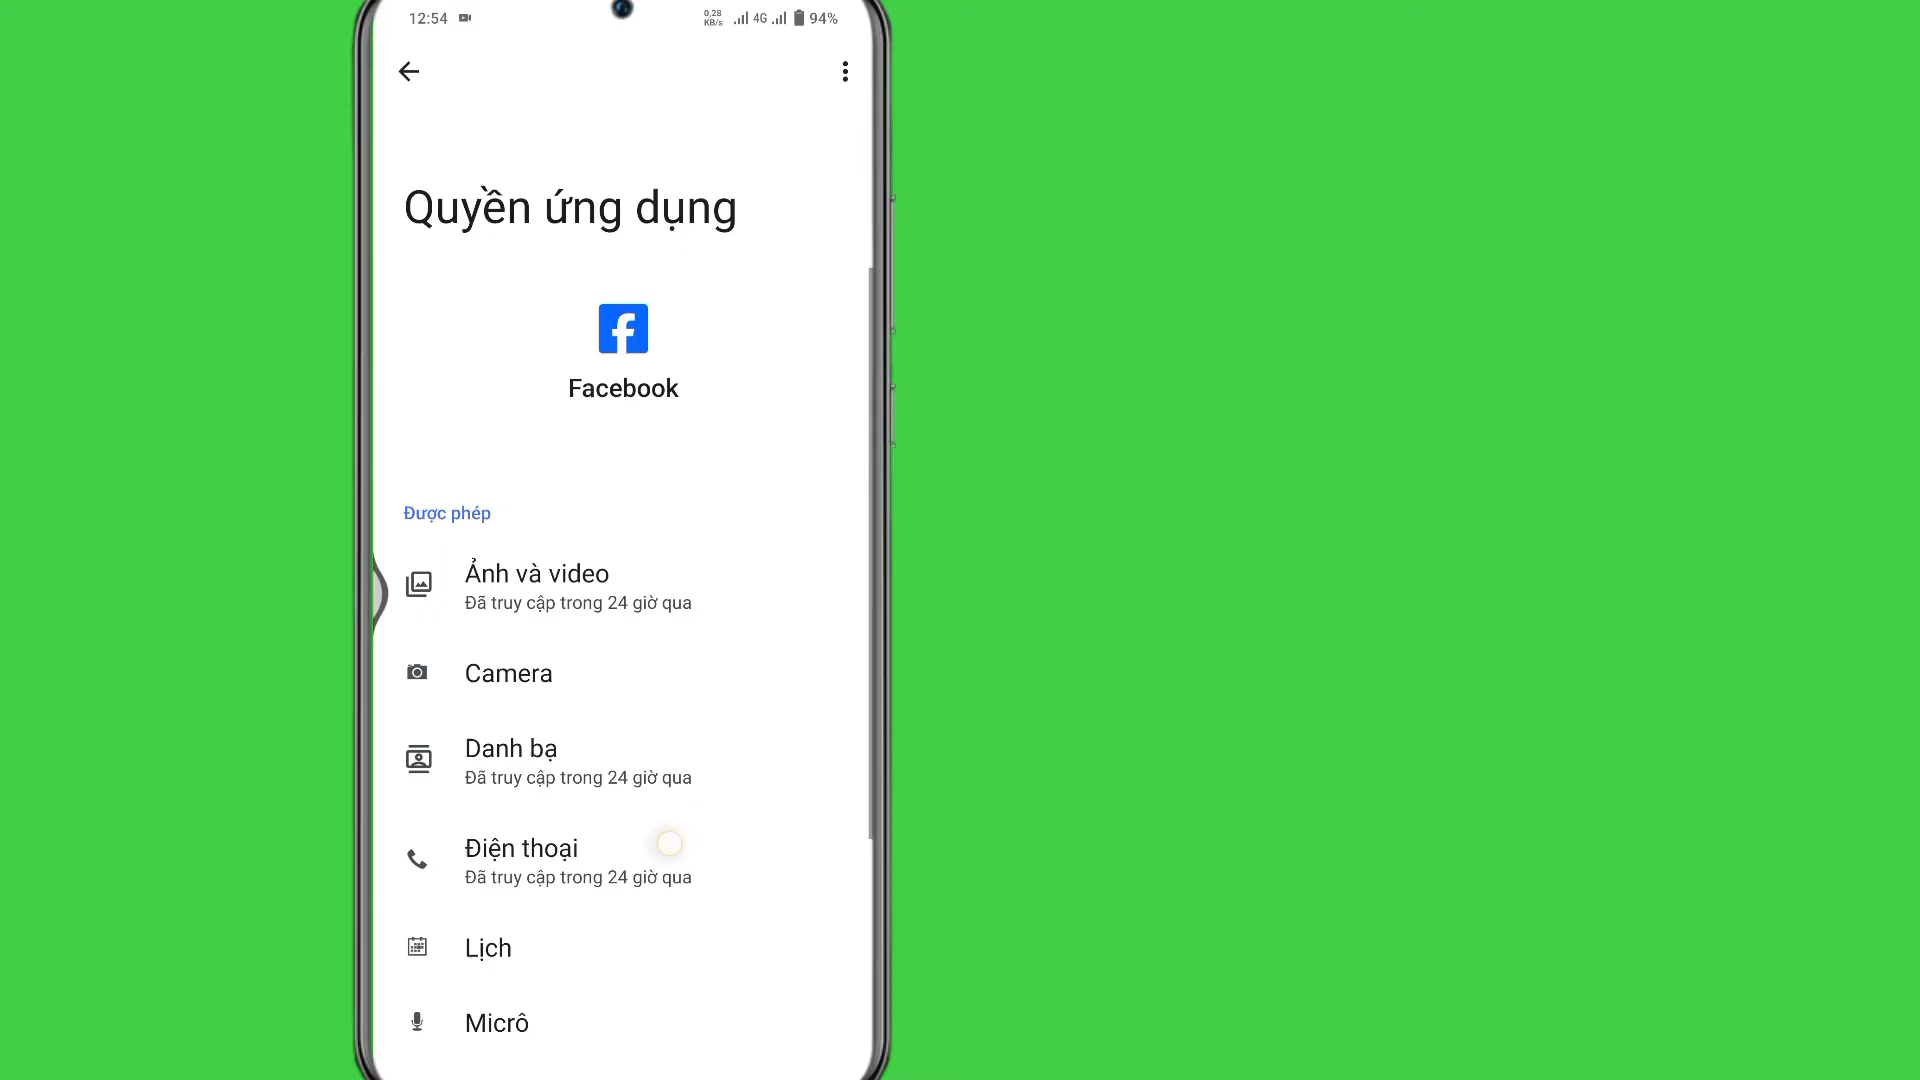 12:54
0,28
KB/s
4G
94%
Quyền ứng dụng
Facebook
Được phép
Ảnh và video
Đã truy cập trong 24 giờ qua
Camera
Danh bạ
Đã truy cập trong 24 giờ qua
Điện thoại
Đã truy cập trong 24 giờ qua
Lịch
Micrô